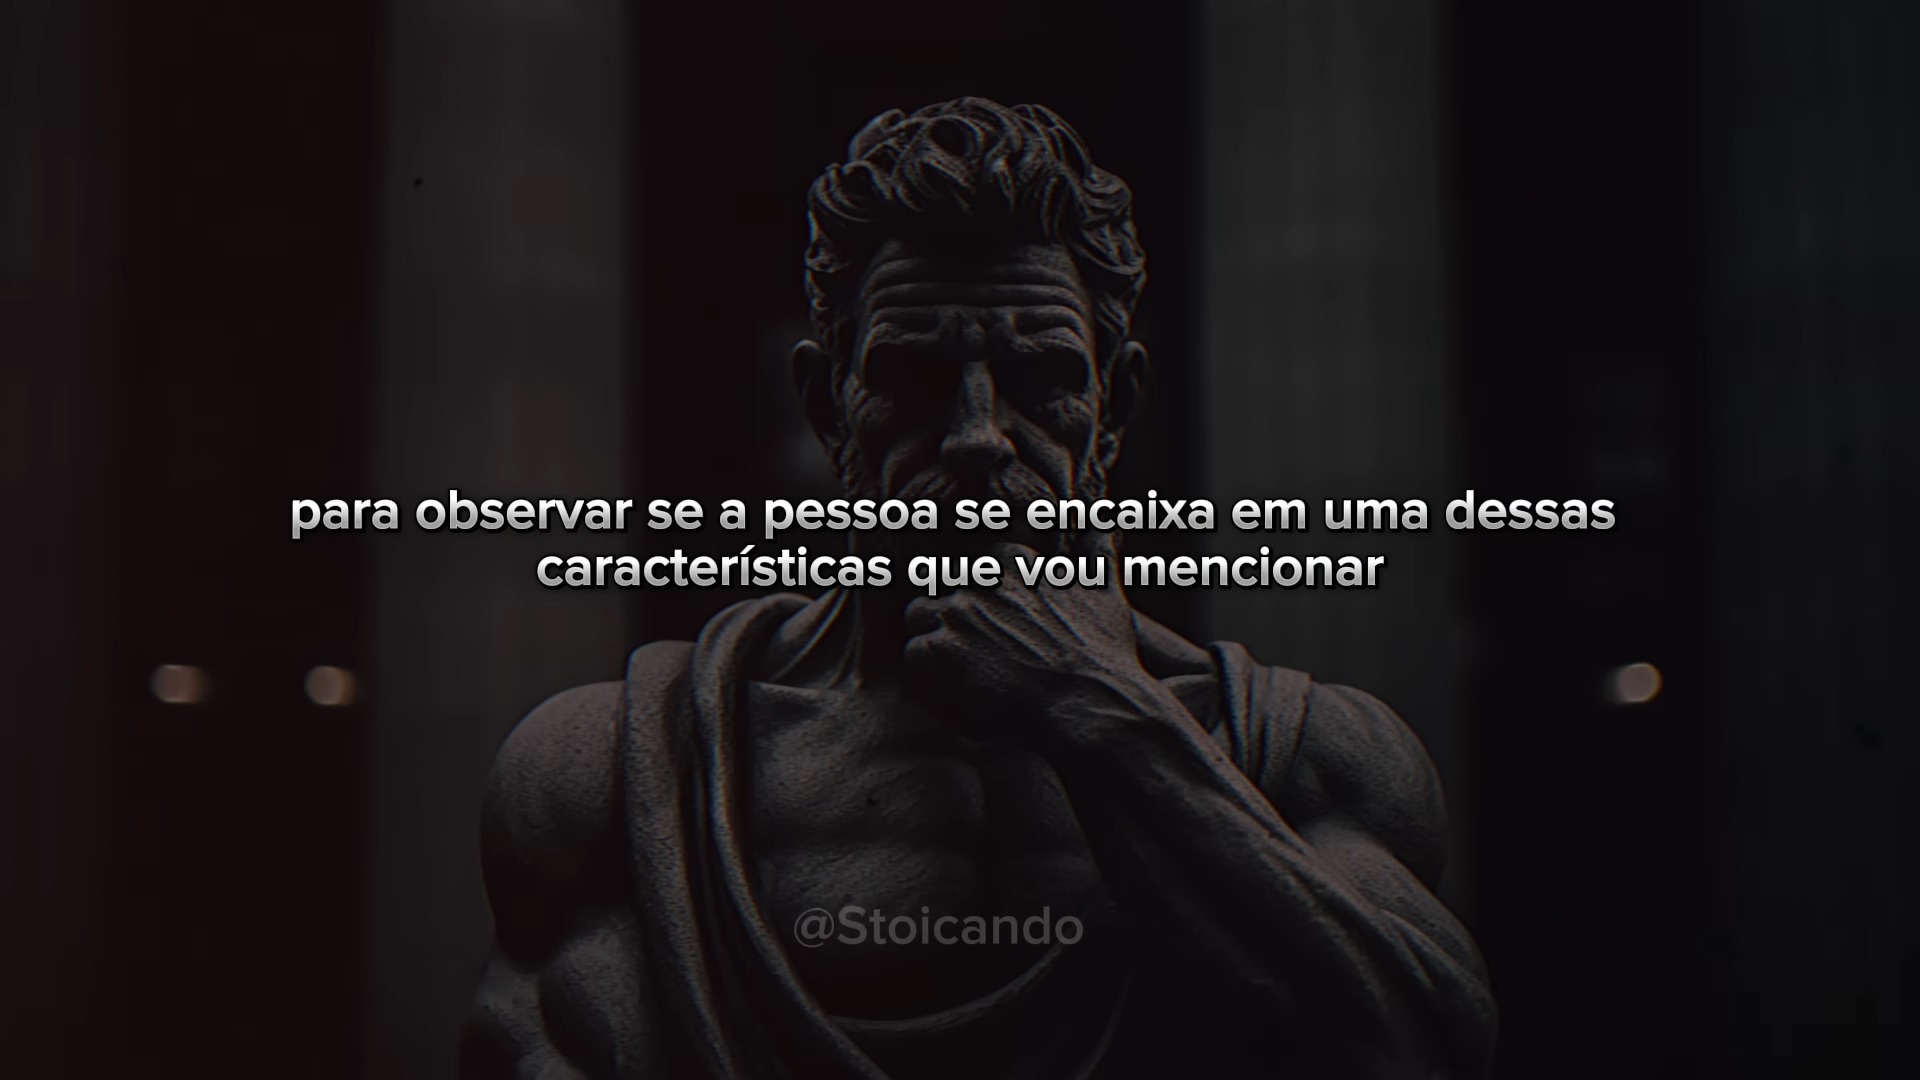 para observar se a pessoa se encaixa em uma dessas
características que vou mencionar
@Stoicando